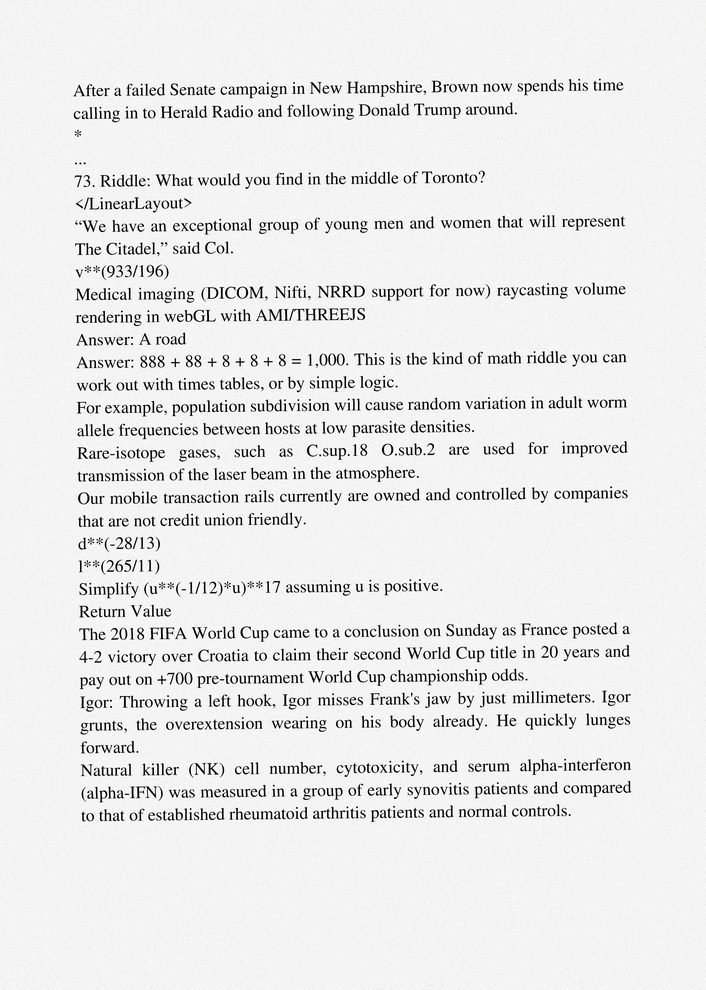 After a failed Senate campaign in New Hampshire, Brown now spends his time
calling in to Herald Radio and following Donald Trump around.
*
...
73. Riddle: What would you find in the middle of Toronto?
</LinearLayout>
“We have an exceptional group of young men and women that will represent
The Citadel,” said Col.
v**(933/196)
Medical imaging (DICOM, Nifti, NRRD support for now) raycasting volume
rendering in webGL with AMI/THREEJS
Answer: A road
Answer: 888 + 88 + 8 + 8 + 8 = 1,000. This is the kind of math riddle you can
work out with times tables, or by simple logic.
For example, population subdivision will cause random variation in adult worm
allele frequencies between hosts at low parasite densities.
Rare-isotope gases, such as C.sup.18 O.sub.2 are used for improved
transmission of the laser beam in the atmosphere.
Our mobile transaction rails currently are owned and controlled by companies
that are not credit union friendly.
d**(-28/13)
l**(265/11)
Simplify (u**(-1/12)*u)**17 assuming u is positive.
Return Value
The 2018 FIFA World Cup came to a conclusion on Sunday as France posted a
4-2 victory over Croatia to claim their second World Cup title in 20 years and
pay out on +700 pre-tournament World Cup championship odds.
Igor: Throwing a left hook, Igor misses Frank's jaw by just millimeters. Igor
grunts, the overextension wearing on his body already. He quickly lunges
forward.
Natural killer (NK) cell number, cytotoxicity, and serum alpha-interferon
(alpha-IFN) was measured in a group of early synovitis patients and compared
to that of established rheumatoid arthritis patients and normal controls.